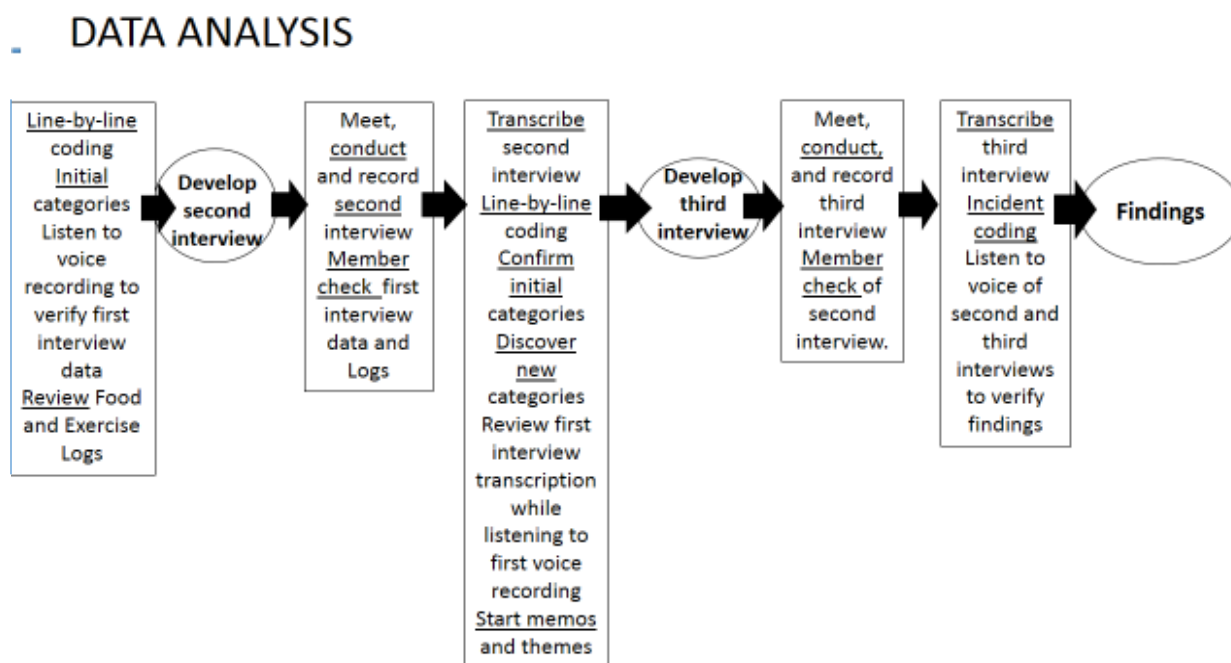 DATA ANALYSIS
Line-by-line
coding
Initial
categories
Listen to
voice
recording to
verify first
interview
data
Review Food
and Exercise
Logs
Develop
second
interview
Meet,
conduct
and record
second
interview
Member
check first
interview
data and
Logs
Transcribe
second
interview
Line-by-line
coding
Confirm
initial
categories
Discover
new
categories
Review first
interview
transcription
while
listening to
first voice
recording
Start memos
and themes
Develop
third
interview
Meet,
conduct,
and record
third
interview
Member
check of
second
interview.
Transcribe
third
interview
Incident
coding
Listen to
voice of
second and
third
interviews
to verify
findings
Findings